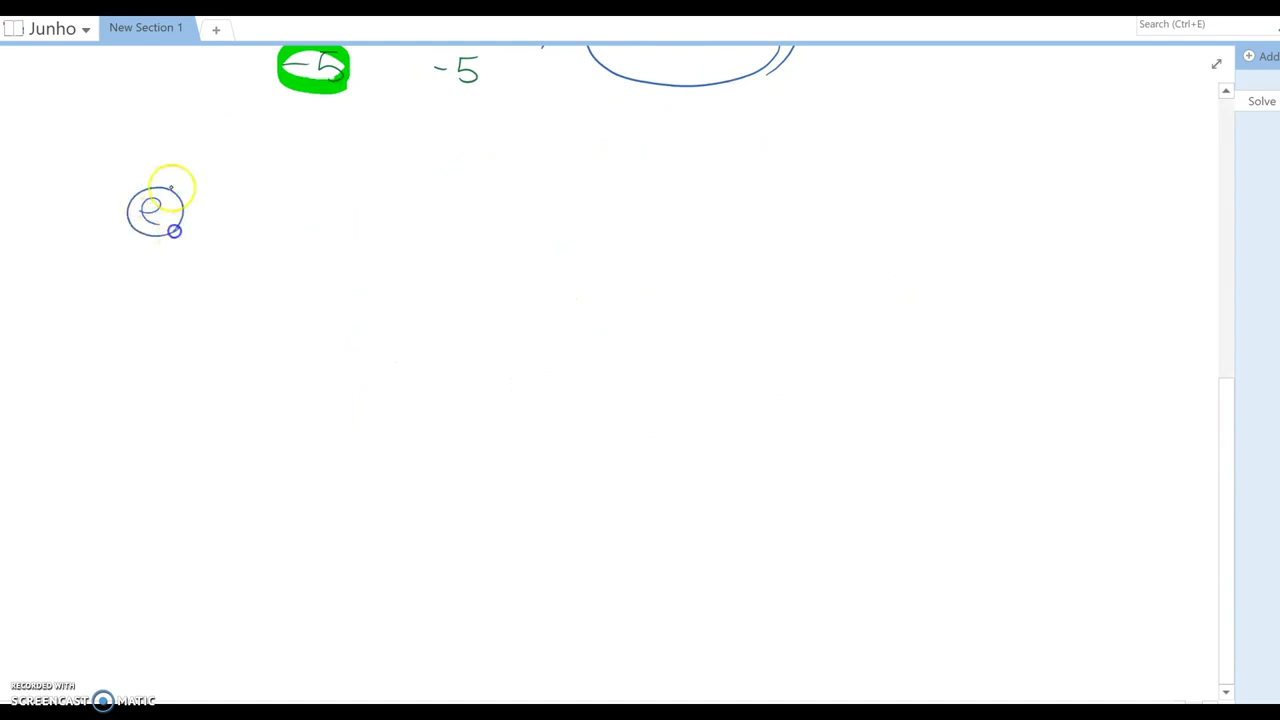 Junho
New Section 1
+
Search (Ctrl+E)
Add
Solve
-5 -5
e
RECORDED WITH
SCREENCAST MATIC